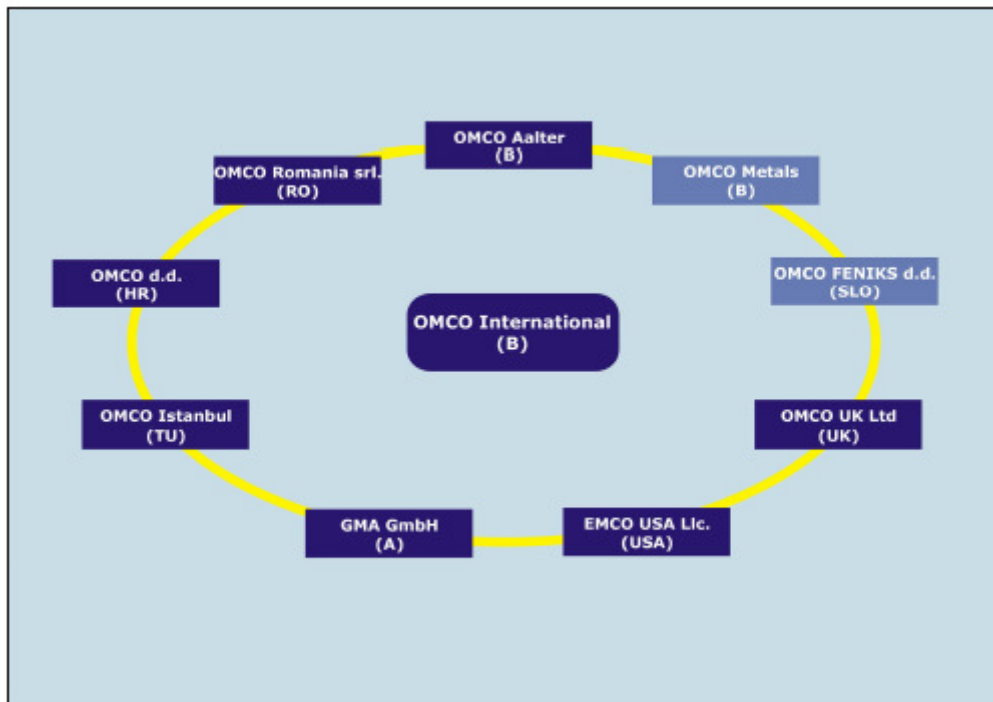 OMCO Aalter
(B)
OMCO Romania srl.
(RO)
OMCO Metals
(B)
OMCO d.d.
(HR)
OMCO FENIKS d.d.
(SLO)
OMCO International
(B)
OMCO Istanbul
(TU)
OMCO UK Ltd
(UK)
GMA GmbH
(A)
EMCO USA Llc.
(USA)